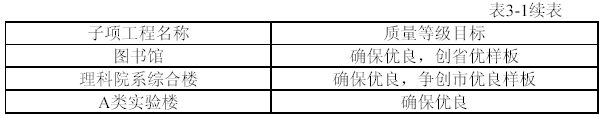 表3-1续表
子项工程名称 质量等级目标
图书馆 确保优良，创省优样板
理科院系综合楼 确保优良，争创市优良样板
A类实验楼 确保优良